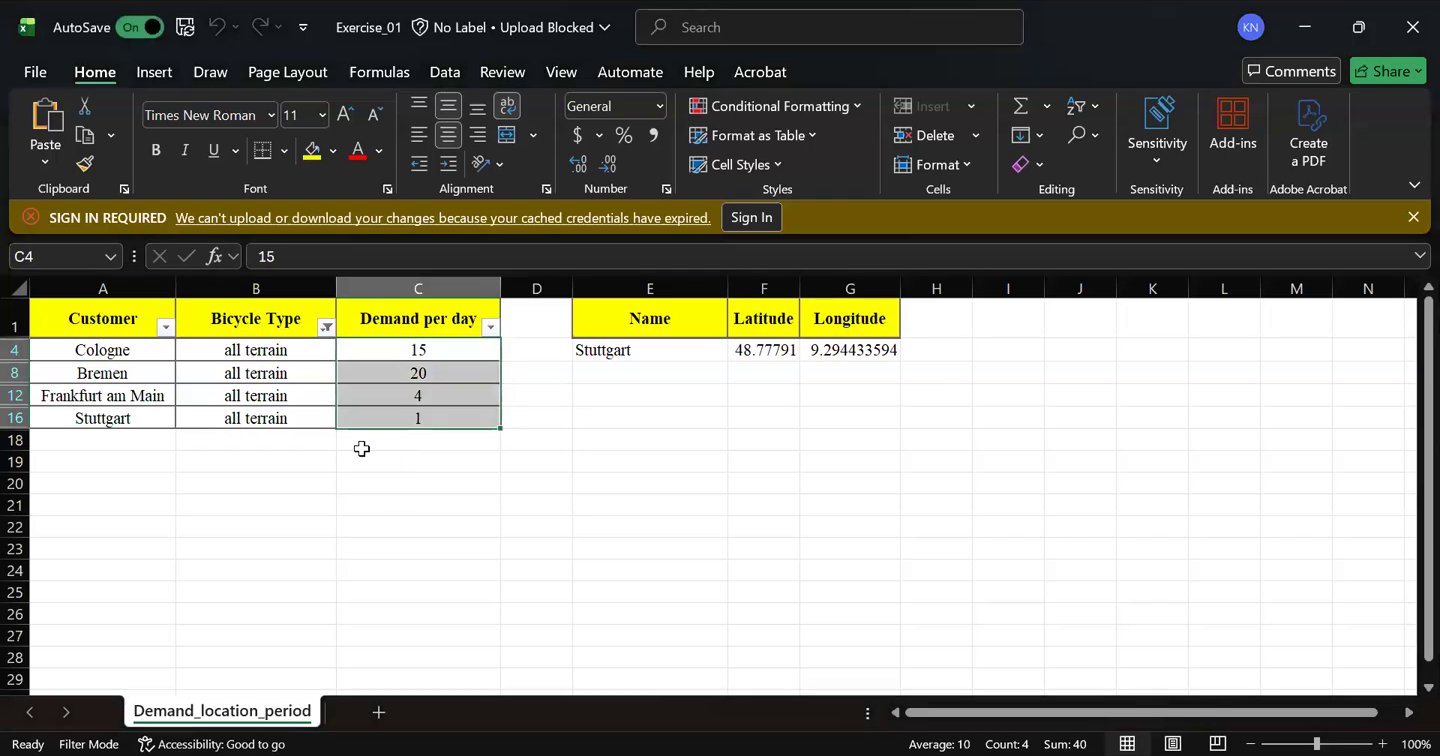 AutoSave On Exercise_01 No Label • Upload Blocked Search KN
File Home Insert Draw Page Layout Formulas Data Review View Automate Help Acrobat Comments Share
Paste Times New Roman 11 A A ab General Conditional Formatting Insert Σ
B I U A $ % Format as Table Delete Sensitivity Add-ins Create a PDF
Cell Styles Format
Clipboard Font Alignment Number Styles Cells Editing Sensitivity Add-ins Adobe Acrobat
SIGN IN REQUIRED We can't upload or download your changes because your cached credentials have expired. Sign In
C4 fx 15
A B C D E F G H I J K L M N
1 Customer Bicycle Type Demand per day Name Latitude Longitude
4 Cologne all terrain 15 Stuttgart 48.77791 9.294433594
8 Bremen all terrain 20
12 Frankfurt am Main all terrain 4
16 Stuttgart all terrain 1
18
19
20
21
22
23
24
25
26
27
28
29
Demand_location_period
Ready Filter Mode Accessibility: Good to go Average: 10 Count: 4 Sum: 40 100%